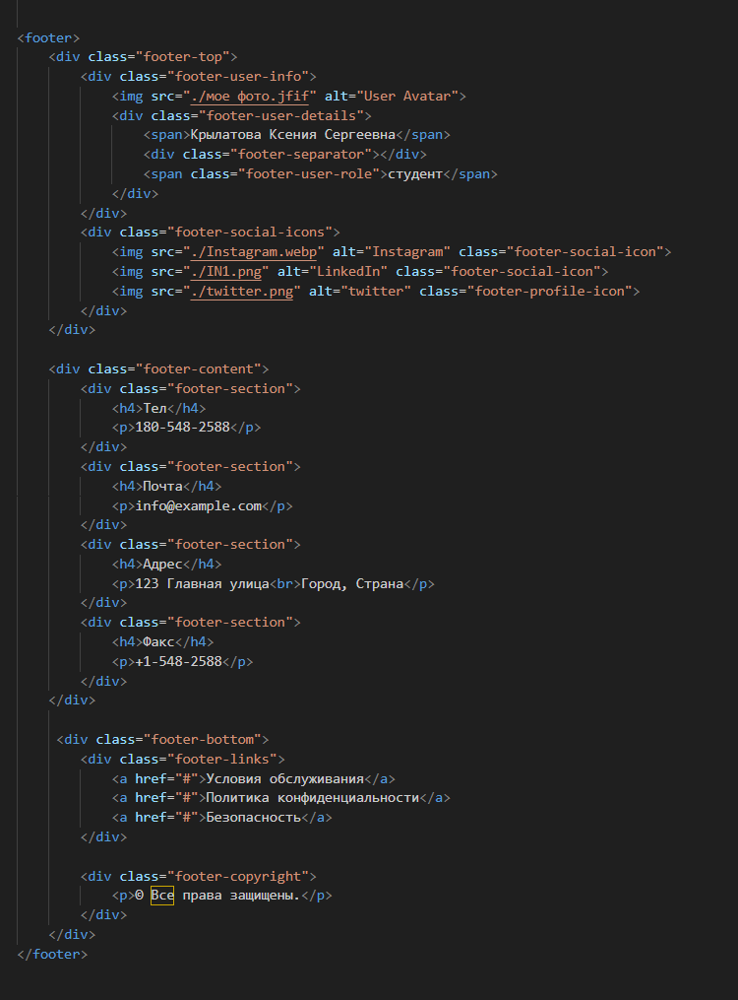 <footer>
    <div class="footer-top">
        <div class="footer-user-info">
            <img src="./мое фото.jfif" alt="User Avatar">
            <div class="footer-user-details">
                <span>Крылатова Ксения Сергеевна</span>
                <div class="footer-separator"></div>
                <span class="footer-user-role">студент</span>
            </div>
        </div>
        <div class="footer-social-icons">
            <img src="./Instagram.webp" alt="Instagram" class="footer-social-icon">
            <img src="./IN1.png" alt="LinkedIn" class="footer-social-icon">
            <img src="./twitter.png" alt="twitter" class="footer-profile-icon">
        </div>
    </div>

    <div class="footer-content">
        <div class="footer-section">
            <h4>Тел</h4>
            <p>180-548-2588</p>
        </div>
        <div class="footer-section">
            <h4>Почта</h4>
            <p>info@example.com</p>
        </div>
        <div class="footer-section">
            <h4>Адрес</h4>
            <p>123 Главная улица<br>Город, Страна</p>
        </div>
        <div class="footer-section">
            <h4>Факс</h4>
            <p>+1-548-2588</p>
        </div>
    </div>

     <div class="footer-bottom">
        <div class="footer-links">
            <a href="#">Условия обслуживания</a>
            <a href="#">Политика конфиденциальности</a>
            <a href="#">Безопасность</a>
        </div>

        <div class="footer-copyright">
            <p>© Все права защищены.</p>
        </div>
    </div>
</footer>